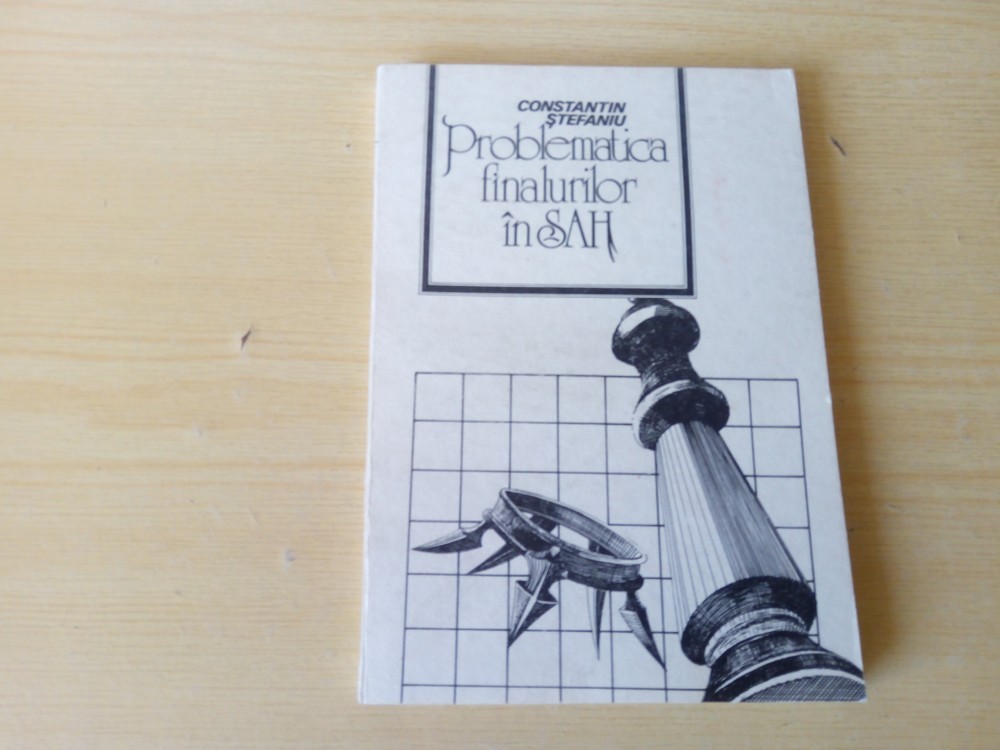 CONSTANTIN
ŞTEFANIU
Problematica
finalurilor
în ŞAH